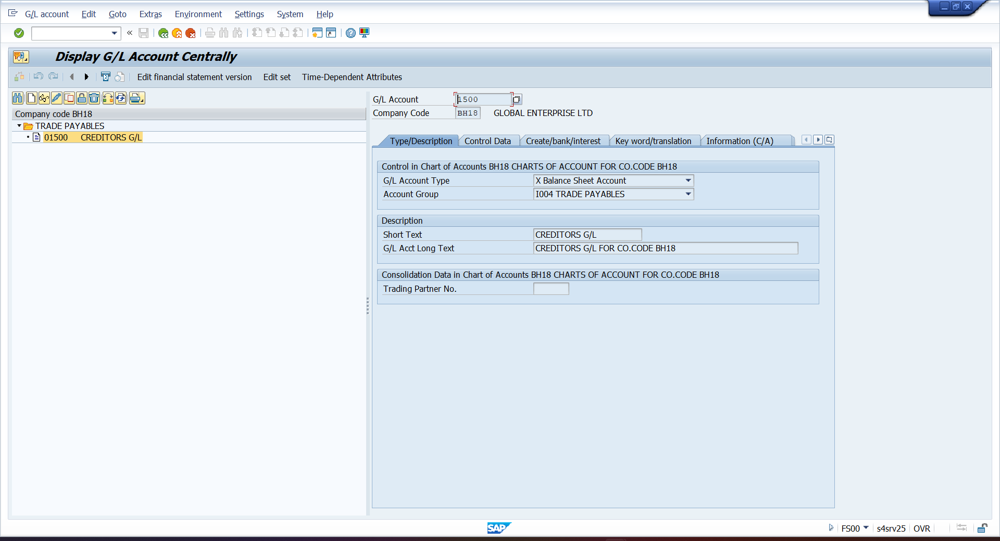 G/L account Edit Goto Extras Environment Settings System Help
Display G/L Account Centrally
Edit financial statement version Edit set Time-Dependent Attributes
Company code BH18
TRADE PAYABLES
01500 CREDITORS G/L
G/L Account 1500
Company Code BH18 GLOBAL ENTERPRISE LTD
Type/Description Control Data Create/bank/interest Key word/translation Information (C/A)
Control in Chart of Accounts BH18 CHARTS OF ACCOUNT FOR CO.CODE BH18
G/L Account Type X Balance Sheet Account
Account Group I004 TRADE PAYABLES
Description
Short Text CREDITORS G/L
G/L Acct Long Text CREDITORS G/L FOR CO.CODE BH18
Consolidation Data in Chart of Accounts BH18 CHARTS OF ACCOUNT FOR CO.CODE BH18
Trading Partner No.
SAP FS00 s4srv25 OVR